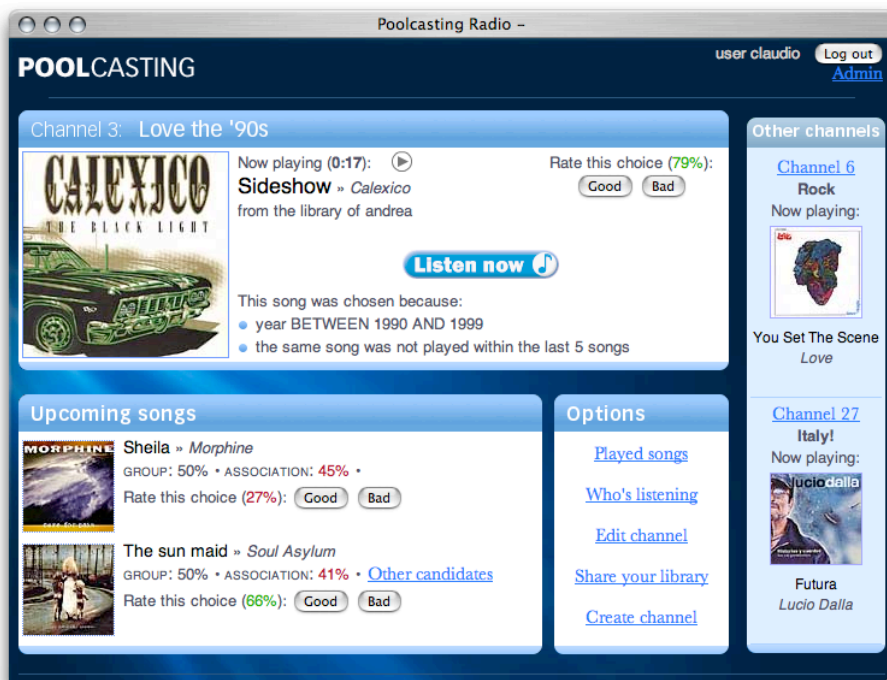 Poolcasting Radio –
POOLCASTING
user claudio Log out
Admin
Channel 3: Love the '90s
CALEXICO
THE BLACK LIGHT
Now playing (0:17):
Sideshow » Calexico
from the library of andrea
Rate this choice (79%):
Good Bad
Listen now
This song was chosen because:
year BETWEEN 1990 AND 1999
the same song was not played within the last 5 songs
Upcoming songs
MORPHINE
cure for pain
Sheila » Morphine
GROUP: 50% • ASSOCIATION: 45% •
Rate this choice (27%): Good Bad
The sun maid » Soul Asylum
GROUP: 50% • ASSOCIATION: 41% • Other candidates
Rate this choice (66%): Good Bad
Options
Played songs
Who's listening
Edit channel
Share your library
Create channel
Other channels
Channel 6
Rock
Now playing:
You Set The Scene
Love
Channel 27
Italy!
Now playing:
luciodalla
Futura
Lucio Dalla